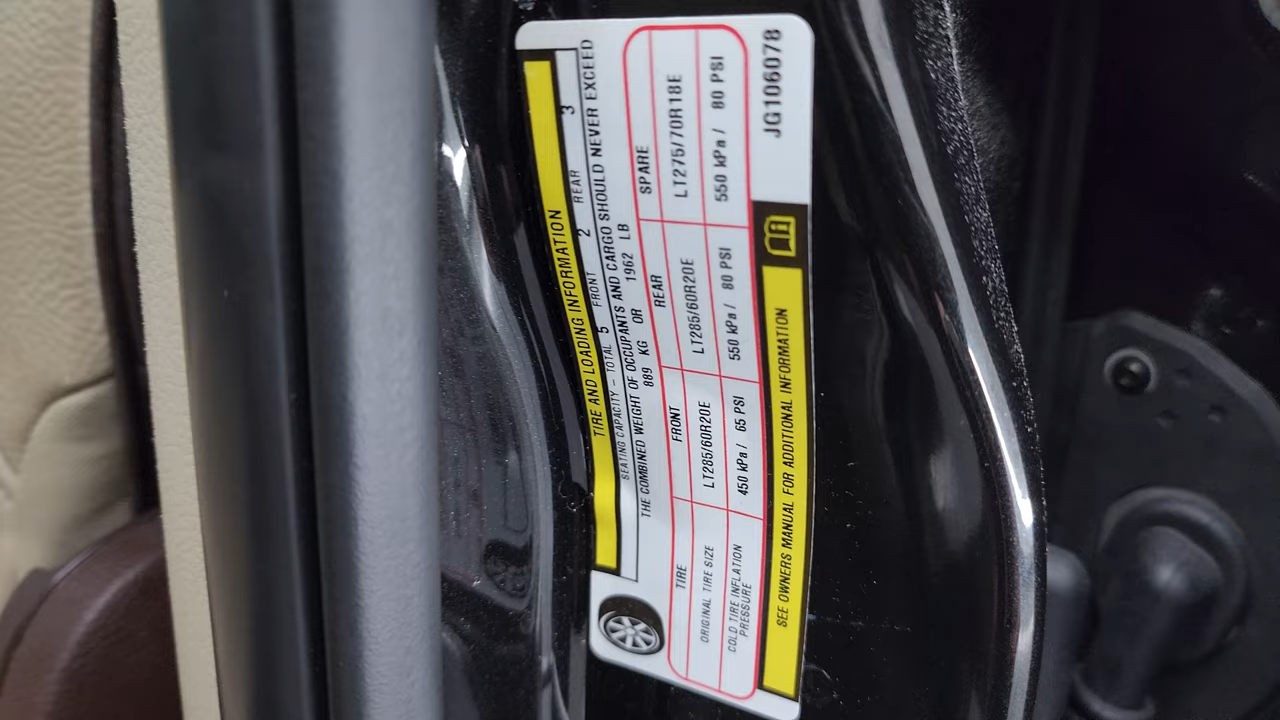 TIRE AND LOADING INFORMATION
SEATING CAPACITY – TOTAL 5 FRONT 2 REAR 3
THE COMBINED WEIGHT OF OCCUPANTS AND CARGO SHOULD NEVER EXCEED
889 KG OR 1962 LB
TIRE FRONT REAR SPARE
ORIGINAL TIRE SIZE LT285/60R20E LT285/60R20E LT275/70R18E
COLD TIRE INFLATION PRESSURE 450 kPa / 65 PSI 550 kPa / 80 PSI 550 kPa / 80 PSI
SEE OWNERS MANUAL FOR ADDITIONAL INFORMATION
JG106078